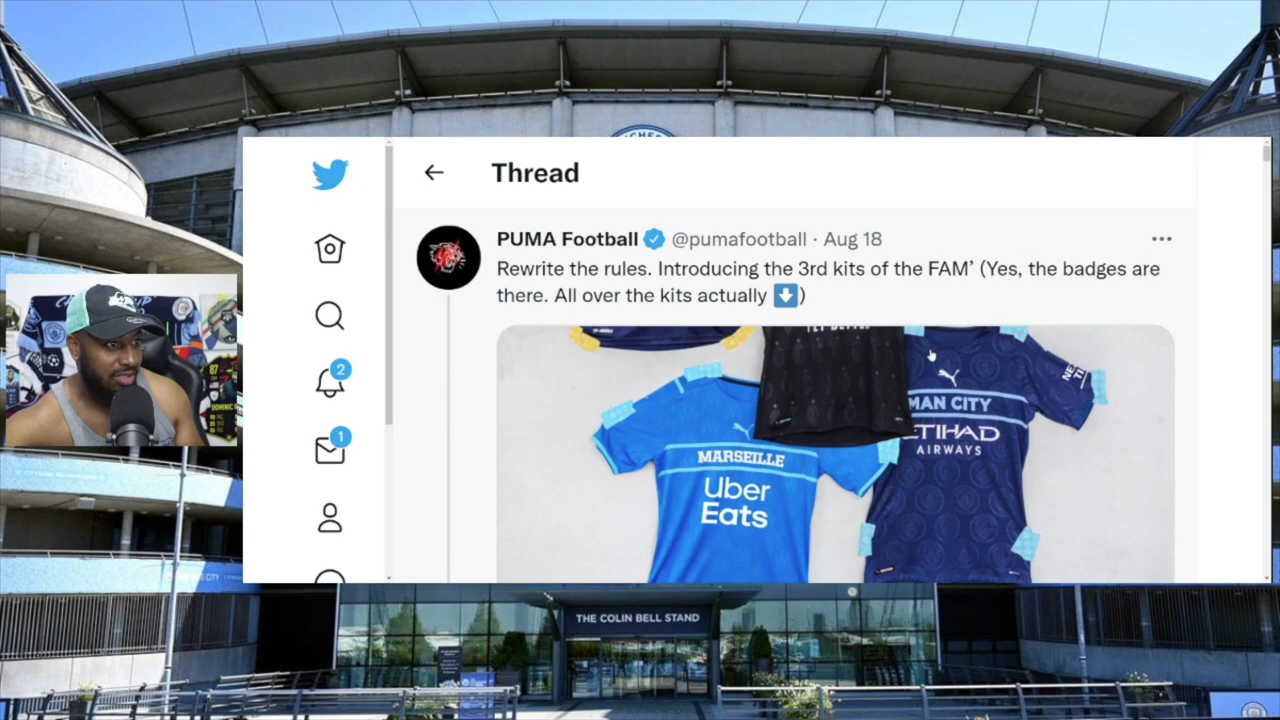 Thread
PUMA Football @pumafootball · Aug 18
Rewrite the rules. Introducing the 3rd kits of the FAM' (Yes, the badges are
there. All over the kits actually ⬇️)
2
1
MARSEILLE
Uber
Eats
MAN CITY
ETIHAD
AIRWAYS
87
THE COLIN BELL STAND